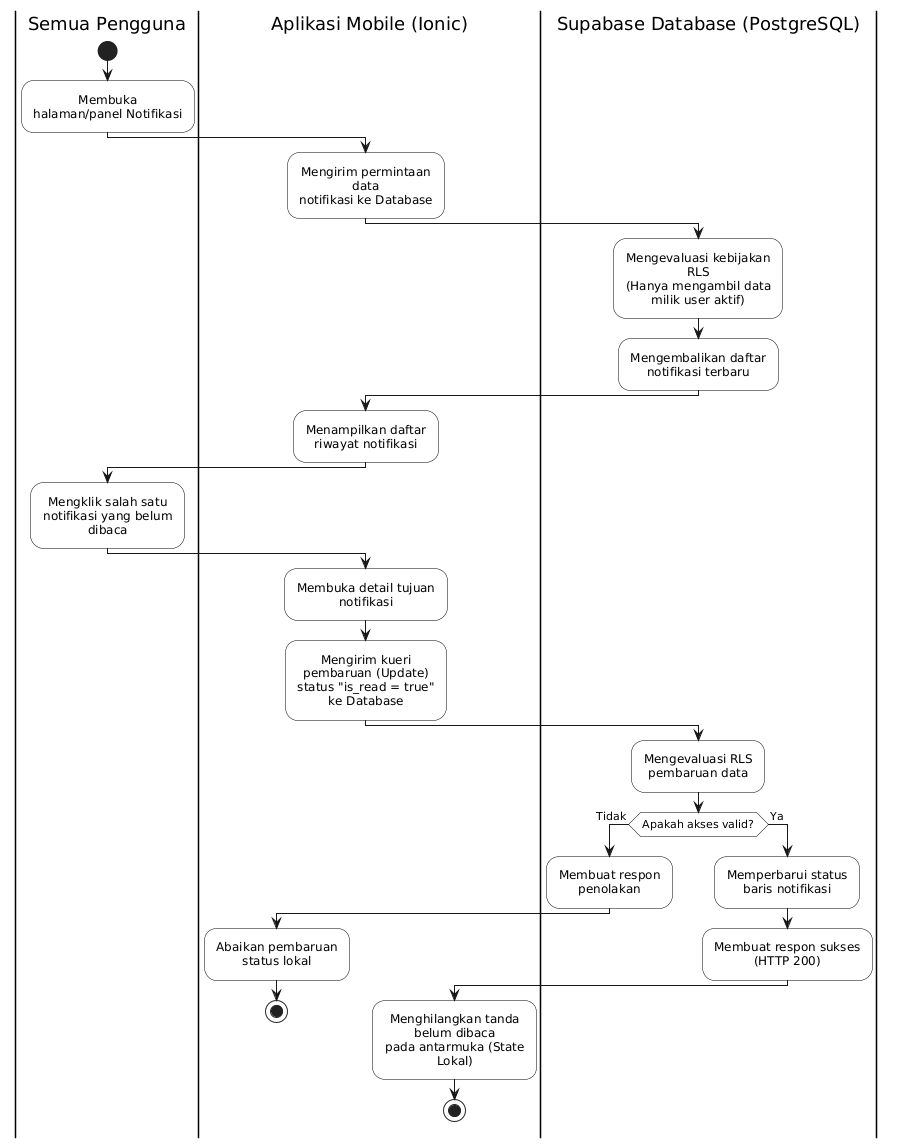 Semua Pengguna
Aplikasi Mobile (Ionic)
Supabase Database (PostgreSQL)
Membuka
halaman/panel Notifikasi
Mengirim permintaan
data
notifikasi ke Database
Mengevaluasi kebijakan
RLS
(Hanya mengambil data
milik user aktif)
Mengembalikan daftar
notifikasi terbaru
Menampilkan daftar
riwayat notifikasi
Mengklik salah satu
notifikasi yang belum
dibaca
Membuka detail tujuan
notifikasi
Mengirim kueri
pembaruan (Update)
status "is_read = true"
ke Database
Mengevaluasi RLS
pembaruan data
Tidak
Apakah akses valid?
Ya
Membuat respon
penolakan
Memperbarui status
baris notifikasi
Abaikan pembaruan
status lokal
Membuat respon sukses
(HTTP 200)
Menghilangkan tanda
belum dibaca
pada antarmuka (State
Lokal)